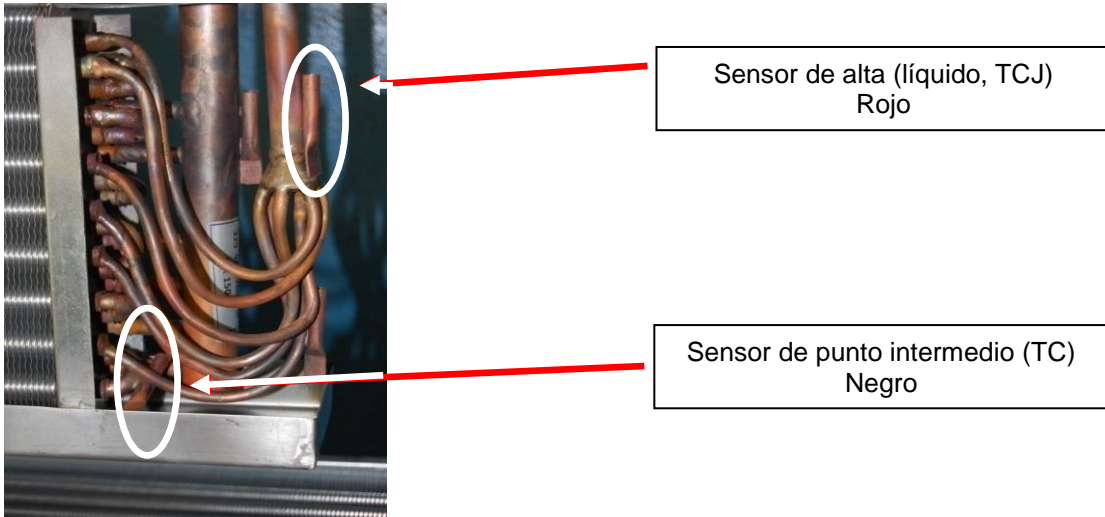 Sensor de alta (líquido, TCJ)
Rojo
Sensor de punto intermedio (TC)
Negro